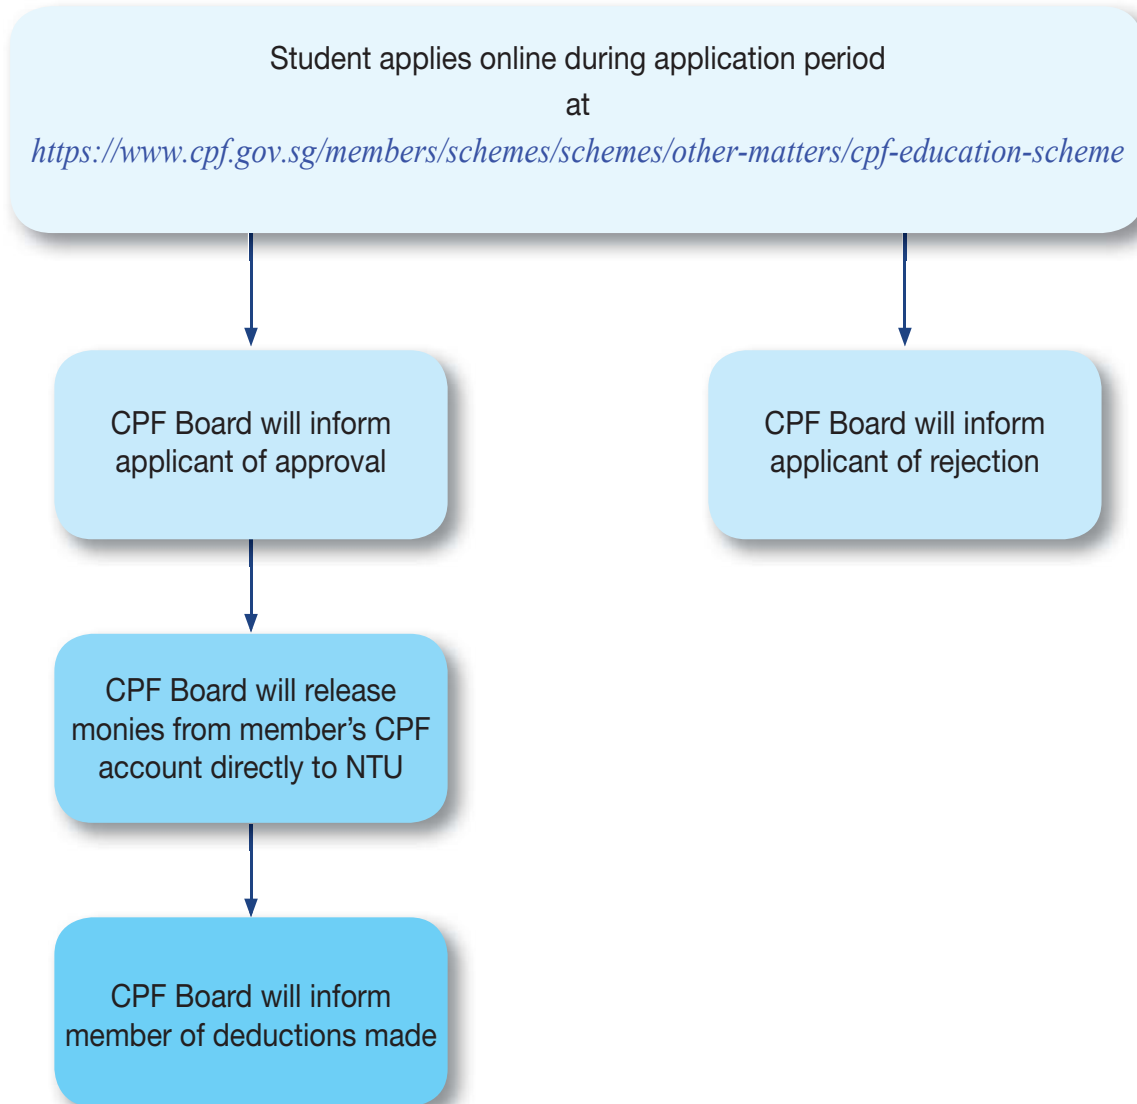 Student applies online during application period
at
https://www.cpf.gov.sg/members/schemes/schemes/other-matters/cpf-education-scheme
CPF Board will inform
applicant of approval
CPF Board will inform
applicant of rejection
CPF Board will release
monies from member’s CPF
account directly to NTU
CPF Board will inform
member of deductions made